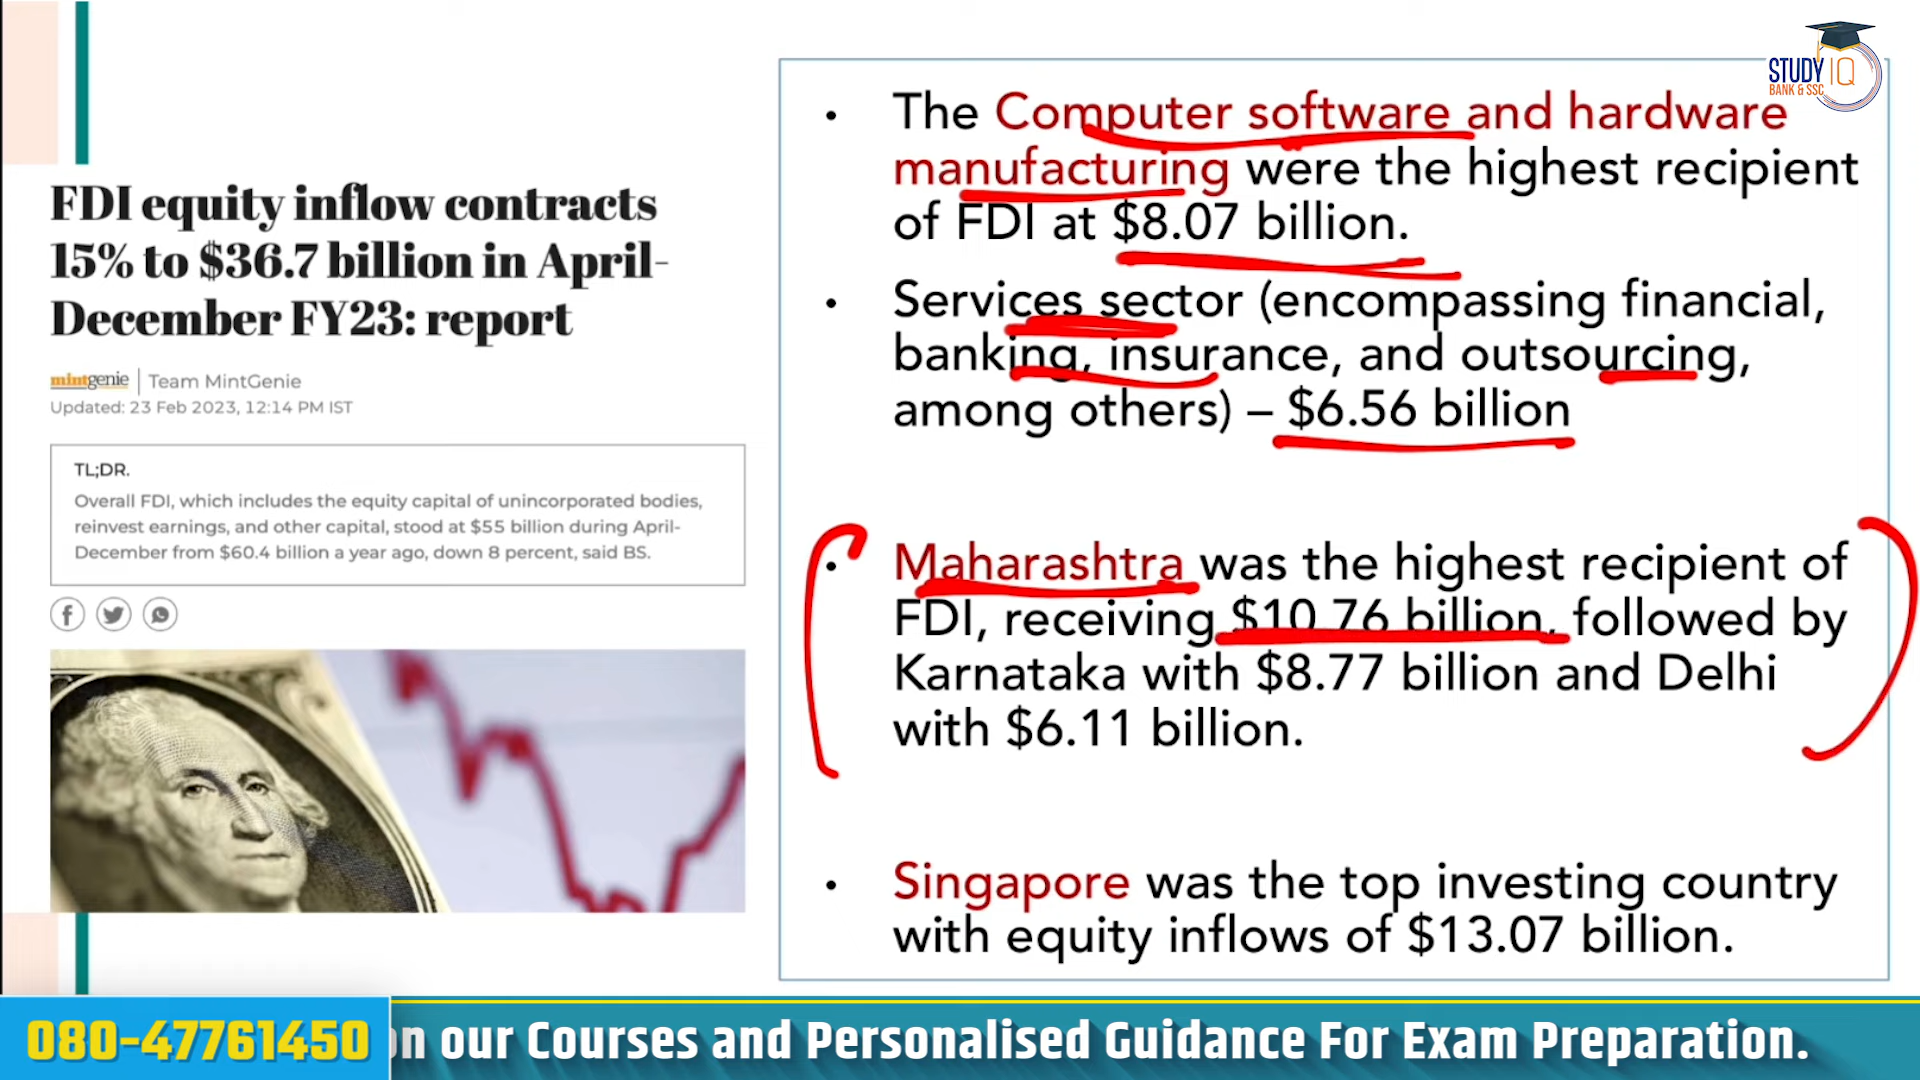 STUDY IQ
BANK & SSC
FDI equity inflow contracts
15% to $36.7 billion in April-
December FY23: report
mintgenie | Team MintGenie
Updated: 23 Feb 2023, 12:14 PM IST
TL;DR.
Overall FDI, which includes the equity capital of unincorporated bodies,
reinvest earnings, and other capital, stood at $55 billion during April-
December from $60.4 billion a year ago, down 8 percent, said BS.
• The Computer software and hardware
manufacturing were the highest recipient
of FDI at $8.07 billion.
• Services sector (encompassing financial,
banking, insurance, and outsourcing,
among others) – $6.56 billion
• Maharashtra was the highest recipient of
FDI, receiving $10.76 billion, followed by
Karnataka with $8.77 billion and Delhi
with $6.11 billion.
• Singapore was the top investing country
with equity inflows of $13.07 billion.
080-47761450 on our Courses and Personalised Guidance For Exam Preparation.